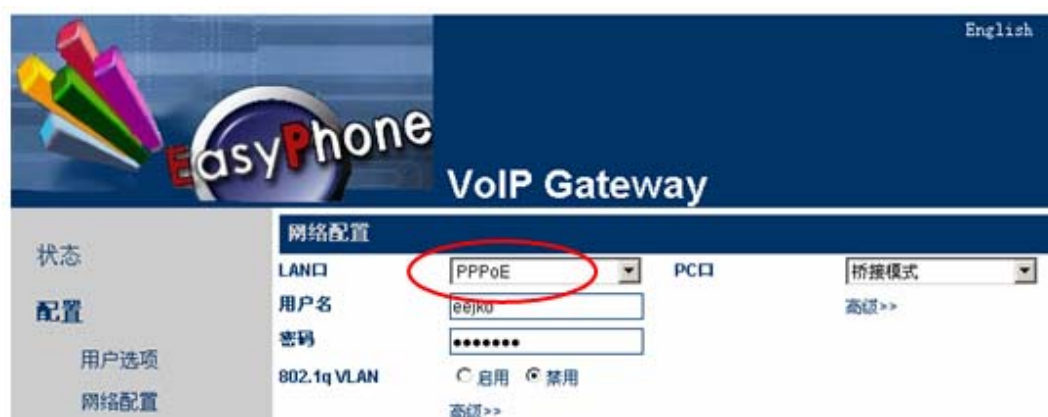 English
EasyPhone
VoIP Gateway
状态
配置
用户选项
网络配置
网络配置
LAN口 PPPoE PC口 桥接模式
用户名 eejko 高级>>
密码 •••••••
802.1q VLAN 启用 禁用
高级>>